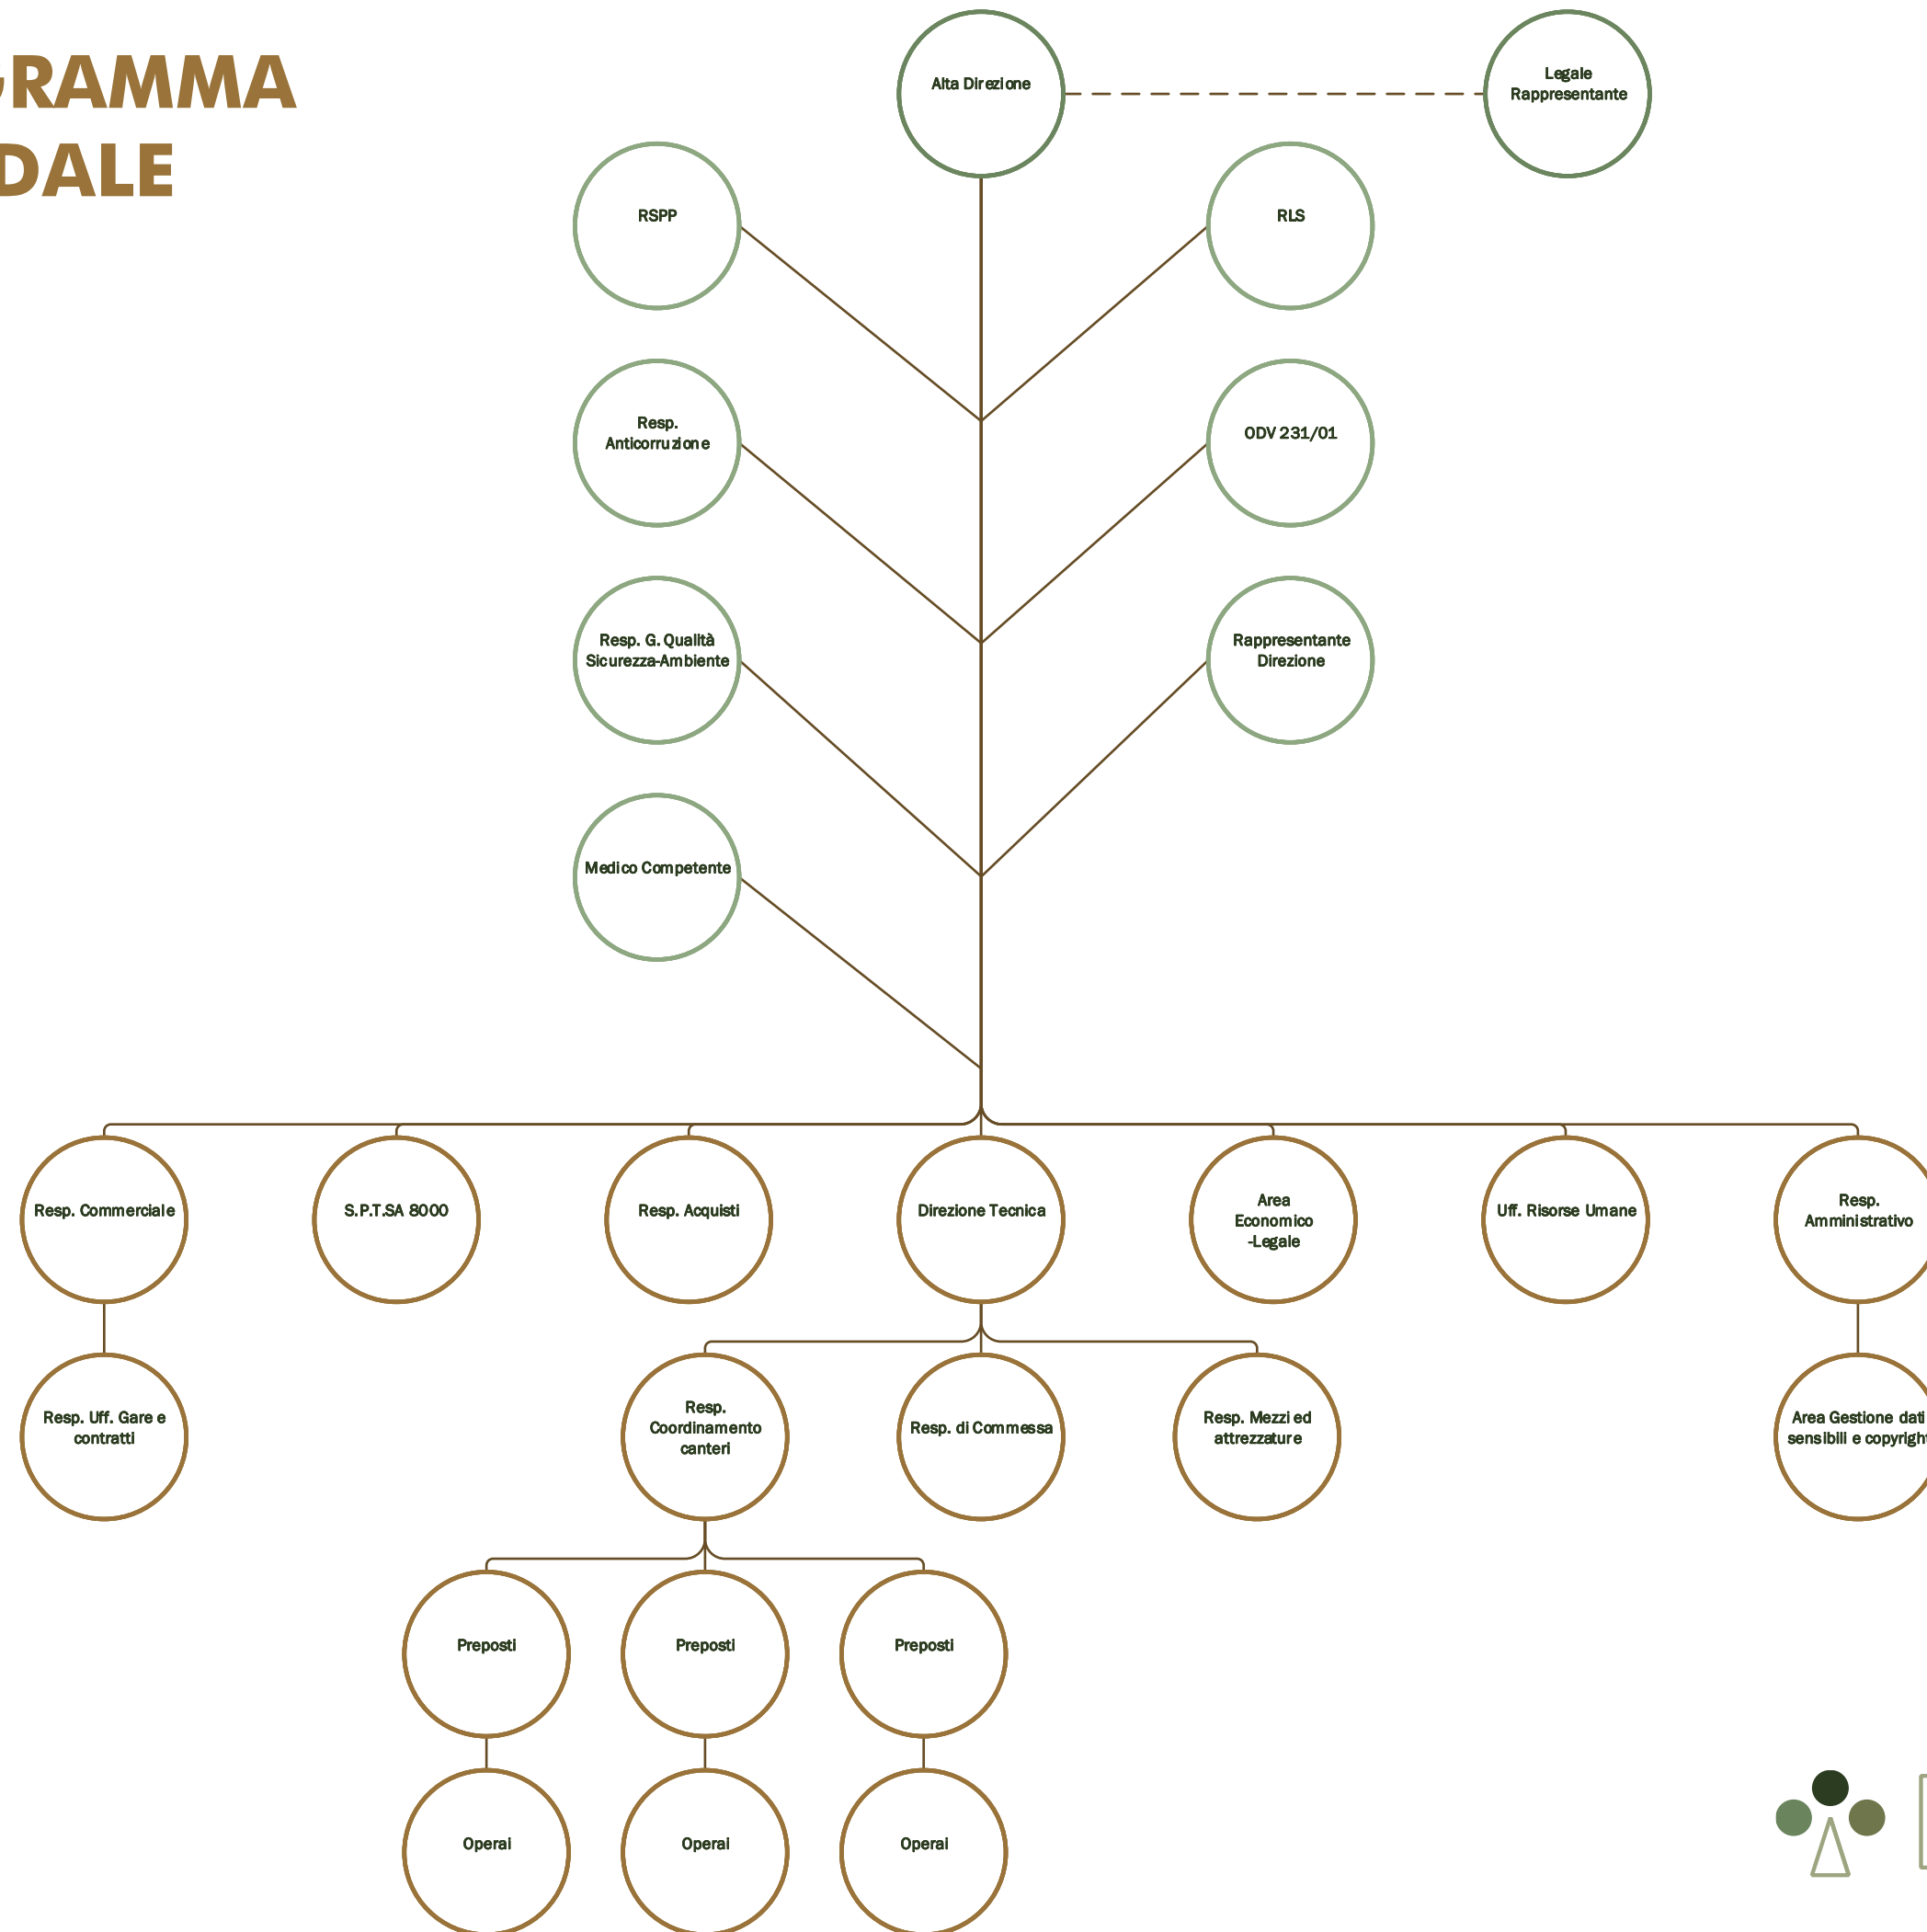 GRAMMA
DALE
Alta Direzione
Legale
Rappresentante
RSPP
RLS
Resp.
Anticorruzione
ODV 231/01
Resp. G. Qualità
Sicurezza-Ambiente
Rappresentante
Direzione
Medico Competente
Resp. Commerciale
S.P.T.SA 8000
Resp. Acquisti
Direzione Tecnica
Area
Economico
-Legale
Uff. Risorse Umane
Resp.
Amministrativo
Resp. Uff. Gare e
contratti
Resp.
Coordinamento
canteri
Resp. di Commessa
Resp. Mezzi ed
attrezzature
Area Gestione dati
sensibili e copyright
Preposti
Preposti
Preposti
Operai
Operai
Operai